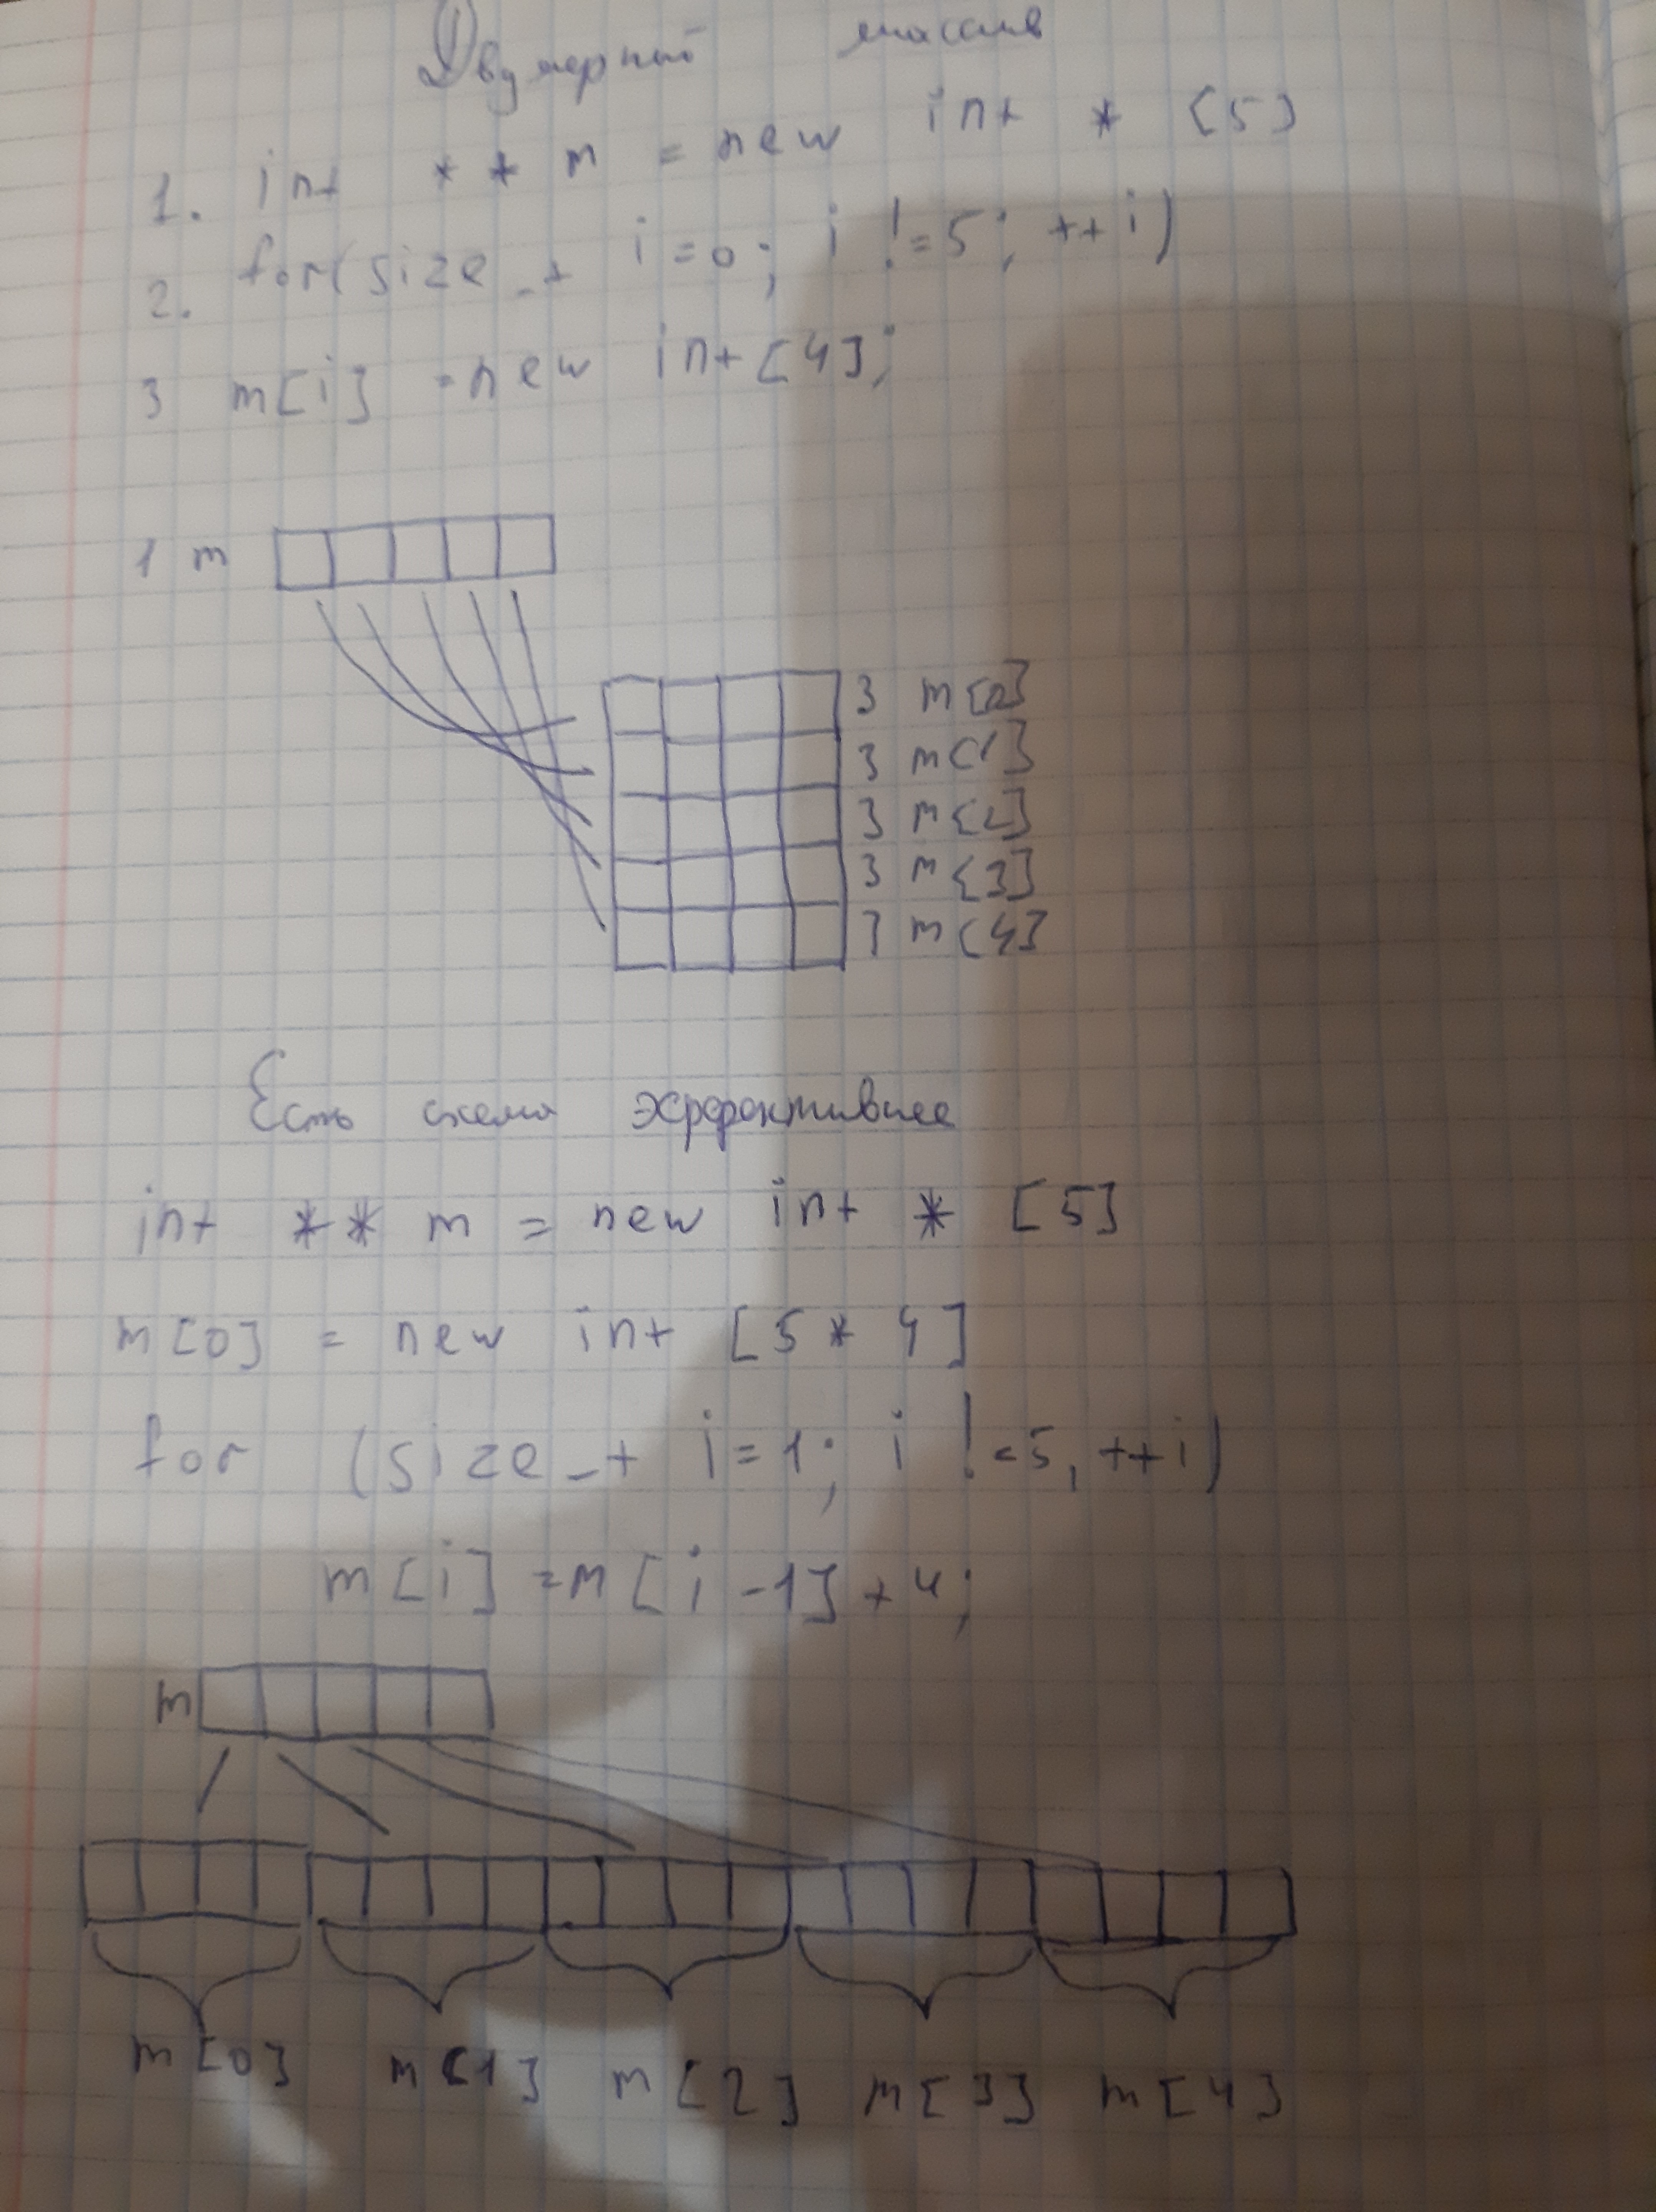 Двумерный массив
1. int * * m = new int * [5]
2. for(size_t i=0; i !=5; ++i)
3 m[i] = new int[4];
1 m
3 m[0]
3 m[1]
3 m[2]
3 m[3]
3 m[4]
Есть схема эффективнее
int ** m = new int * [5]
m[0] = new int [5 * 4]
for (size_t i=1; i !=5, ++i)
m[i] =m[i-1]+4;
m
m[0] m[1] m[2] m[3] m[4]